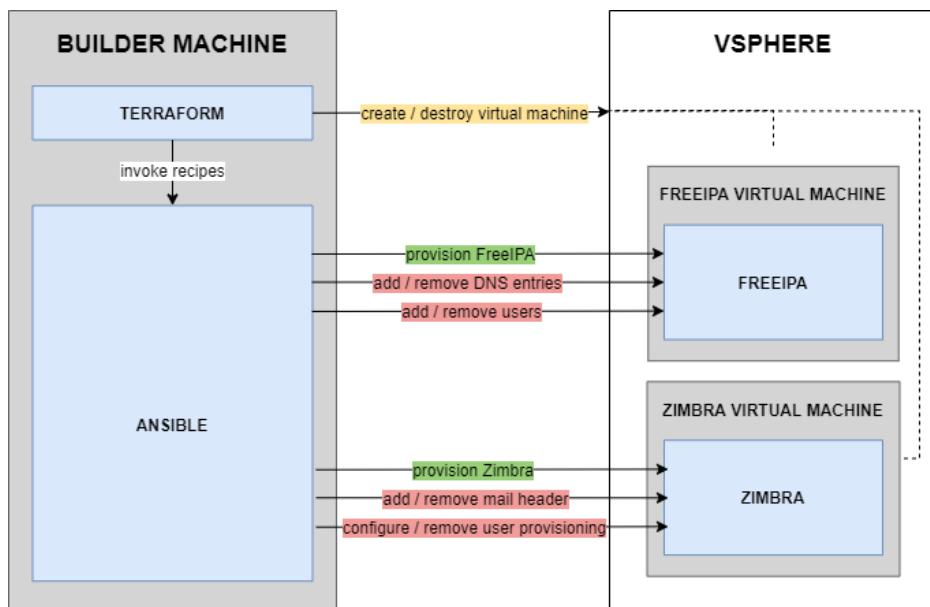 BUILDER MACHINE
VSPHERE
TERRAFORM
create / destroy virtual machine
invoke recipes
FREEIPA VIRTUAL MACHINE
provision FreeIPA
add / remove DNS entries
FREEIPA
add / remove users
ZIMBRA VIRTUAL MACHINE
ANSIBLE
provision Zimbra
add / remove mail header
ZIMBRA
configure / remove user provisioning